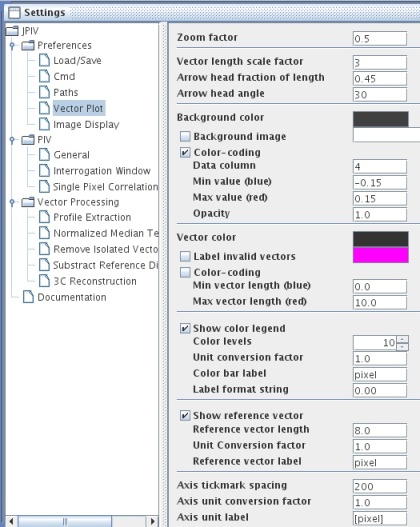 Settings
JPIV
Preferences
Load/Save
Cmd
Paths
Vector Plot
Image Display
PIV
General
Interrogation Window
Single Pixel Correlation
Vector Processing
Profile Extraction
Normalized Median Te
Remove Isolated Vecto
Substract Reference Di
3C Reconstruction
Documentation
Zoom factor 0.5
Vector length scale factor 3
Arrow head fraction of length 0.45
Arrow head angle 30
Background color
Background image
Color-coding
Data column 4
Min value (blue) -0.15
Max value (red) 0.15
Opacity 1.0
Vector color
Label invalid vectors
Color-coding
Min vector length (blue) 0.0
Max vector length (red) 10.0
Show color legend
Color levels 10
Unit conversion factor 1.0
Color bar label pixel
Label format string 0.00
Show reference vector
Reference vector length 8.0
Unit Conversion factor 1.0
Reference vector label pixel
Axis tickmark spacing 200
Axis unit conversion factor 1.0
Axis unit label [pixel]